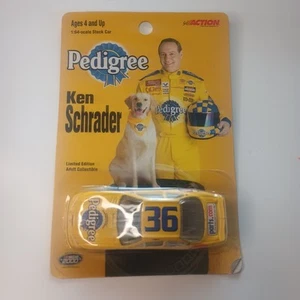 Ages 4 and Up
1:64-scale Stock Car
ACTION
Pedigree
Ken
Schrader
Limited Edition
Adult Collectible
Pedigree
36
2000